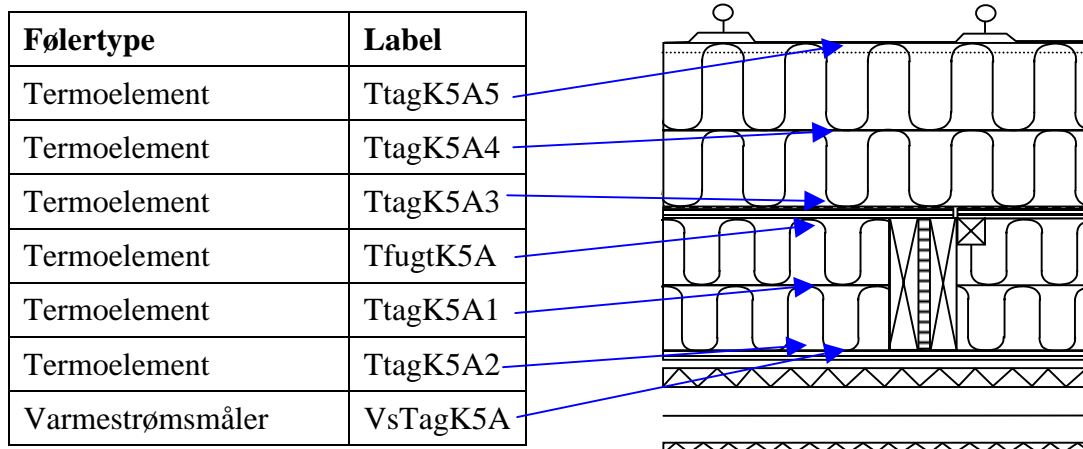 Følertype Label
Termoelement TtagK5A5
Termoelement TtagK5A4
Termoelement TtagK5A3
Termoelement TfugtK5A
Termoelement TtagK5A1
Termoelement TtagK5A2
Varmestrømsmåler VsTagK5A